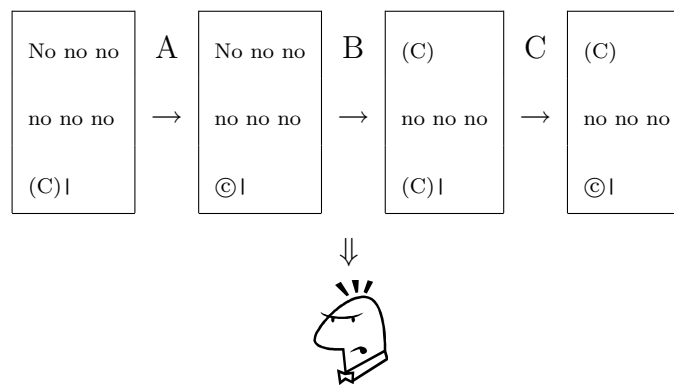 A B C
No no no No no no (C) (C)
→ → →
no no no no no no no no no no no no
(C)| ©| (C)| ©|
⇓